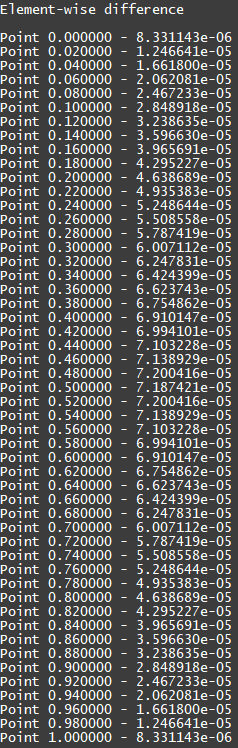 Element-wise difference
Point 0.000000 - 8.331143e-06
Point 0.020000 - 1.246641e-05
Point 0.040000 - 1.661800e-05
Point 0.060000 - 2.062081e-05
Point 0.080000 - 2.467233e-05
Point 0.100000 - 2.848918e-05
Point 0.120000 - 3.238635e-05
Point 0.140000 - 3.596630e-05
Point 0.160000 - 3.965691e-05
Point 0.180000 - 4.295227e-05
Point 0.200000 - 4.638689e-05
Point 0.220000 - 4.935383e-05
Point 0.240000 - 5.248644e-05
Point 0.260000 - 5.508558e-05
Point 0.280000 - 5.787419e-05
Point 0.300000 - 6.007112e-05
Point 0.320000 - 6.247831e-05
Point 0.340000 - 6.424399e-05
Point 0.360000 - 6.623743e-05
Point 0.380000 - 6.754862e-05
Point 0.400000 - 6.910147e-05
Point 0.420000 - 6.994101e-05
Point 0.440000 - 7.103228e-05
Point 0.460000 - 7.138929e-05
Point 0.480000 - 7.200416e-05
Point 0.500000 - 7.187421e-05
Point 0.520000 - 7.200416e-05
Point 0.540000 - 7.138929e-05
Point 0.560000 - 7.103228e-05
Point 0.580000 - 6.994101e-05
Point 0.600000 - 6.910147e-05
Point 0.620000 - 6.754862e-05
Point 0.640000 - 6.623743e-05
Point 0.660000 - 6.424399e-05
Point 0.680000 - 6.247831e-05
Point 0.700000 - 6.007112e-05
Point 0.720000 - 5.787419e-05
Point 0.740000 - 5.508558e-05
Point 0.760000 - 5.248644e-05
Point 0.780000 - 4.935383e-05
Point 0.800000 - 4.638689e-05
Point 0.820000 - 4.295227e-05
Point 0.840000 - 3.965691e-05
Point 0.860000 - 3.596630e-05
Point 0.880000 - 3.238635e-05
Point 0.900000 - 2.848918e-05
Point 0.920000 - 2.467233e-05
Point 0.940000 - 2.062081e-05
Point 0.960000 - 1.661800e-05
Point 0.980000 - 1.246641e-05
Point 1.000000 - 8.331143e-06